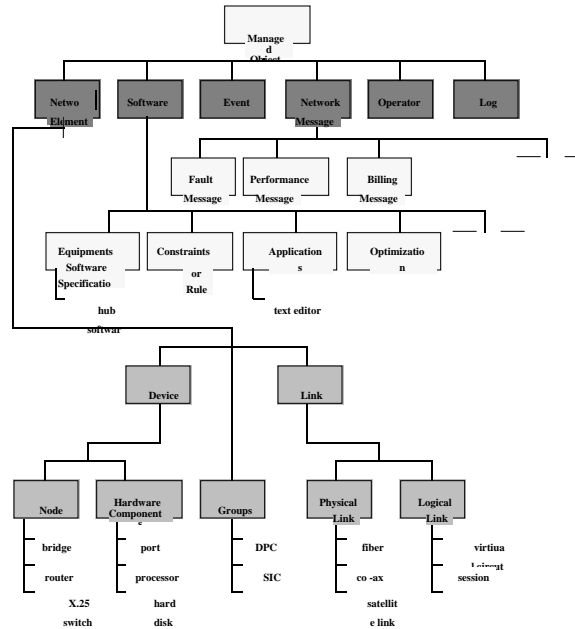 Manage
d
Object
Netwo
Element
Software
Event
Network
Message
Operator
Log
Fault
Message
Performance
Message
Billing
Message
Equipments
Software
Specificatio
Constraints
or
Rule
Application
s
Optimizatio
n
hub
softwar
text editor
Device
Link
Node
Hardware
Component
Groups
Physical
Link
Logical
Link
bridge
router
X.25
switch
port
processor
hard
disk
DPC
SIC
fiber
co -ax
satellit
e link
virtiua
session